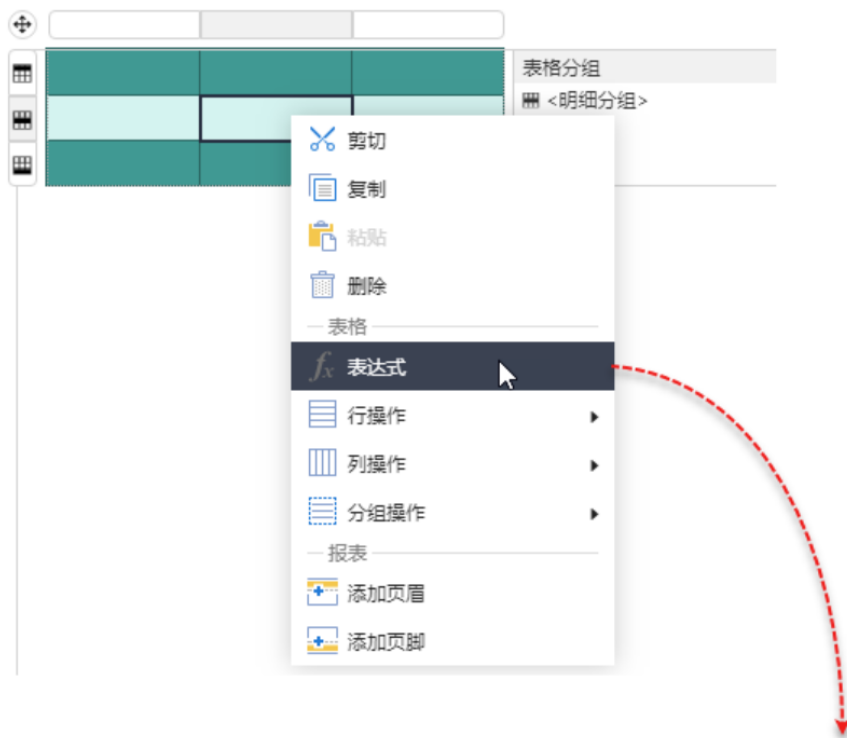 表格分组
<明细分组>
剪切
复制
粘贴
删除
表格
fx 表达式
行操作
列操作
分组操作
报表
添加页眉
添加页脚